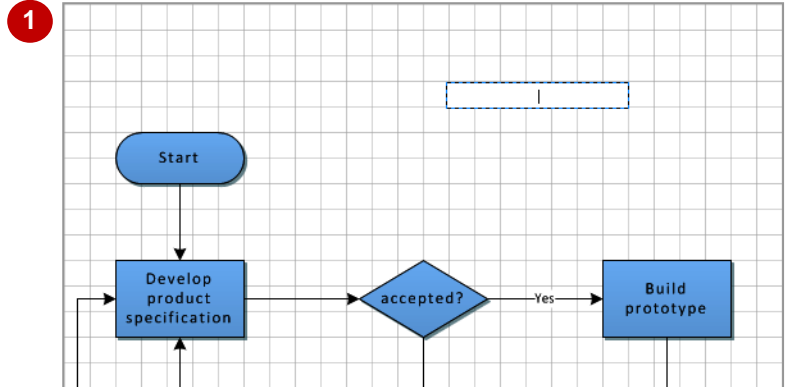 1
Start
Develop
product
specification
accepted?
Yes
Build
prototype